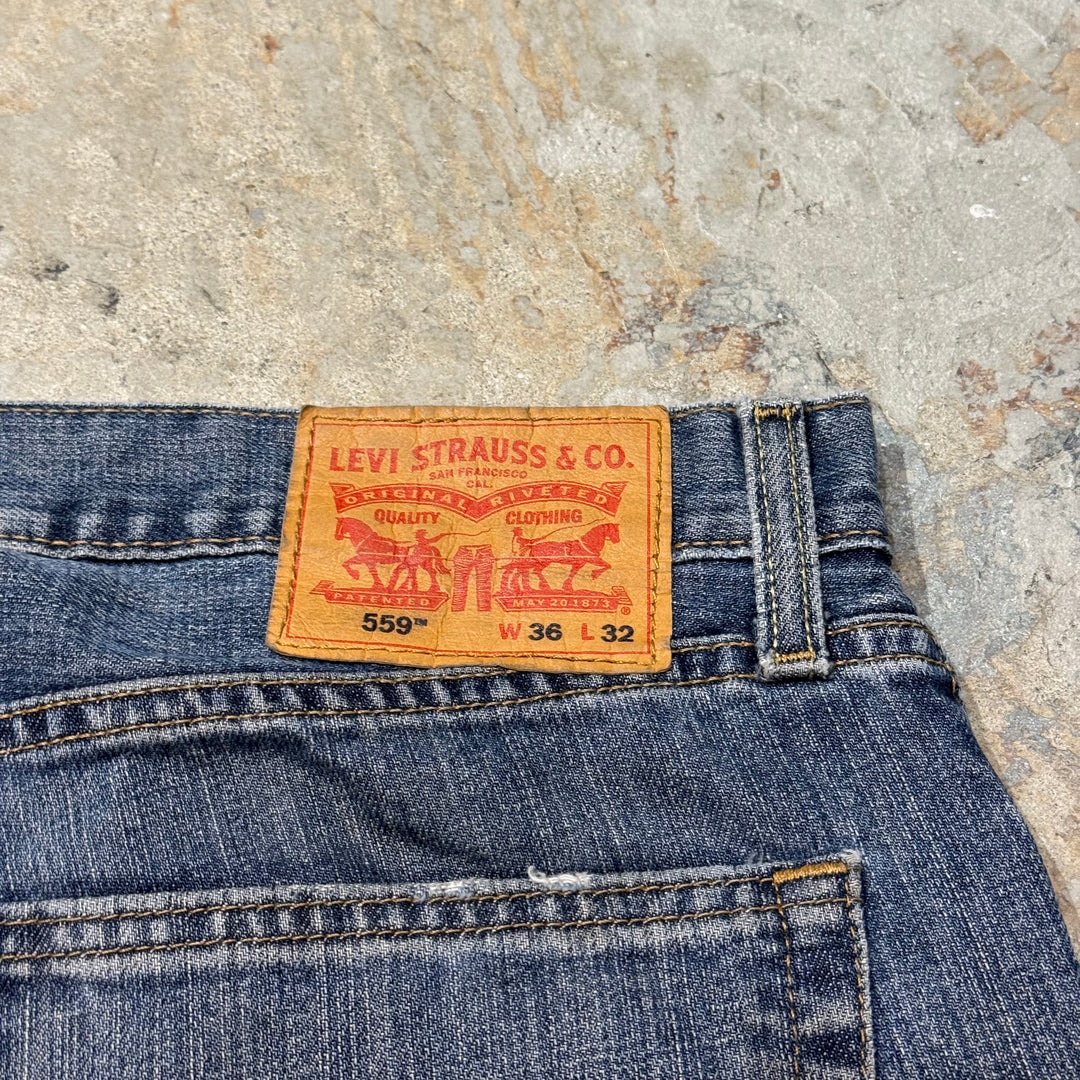 LEVI STRAUSS & CO.
SAN FRANCISCO
CAL.
ORIGINAL RIVETED
QUALITY CLOTHING
PATENTED MAY 20.1873 ®
559™ W 36 L 32